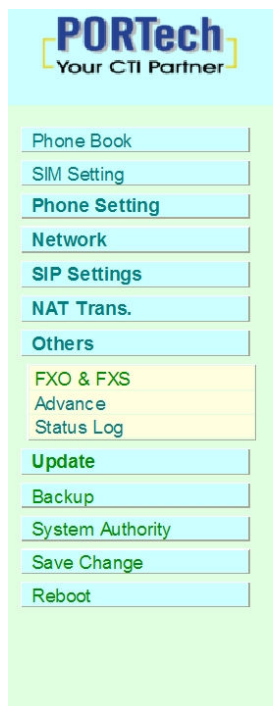 PORTech
Your CTI Partner
Phone Book
SIM Setting
Phone Setting
Network
SIP Settings
NAT Trans.
Others
FXO & FXS
Advance
Status Log
Update
Backup
System Authority
Save Change
Reboot